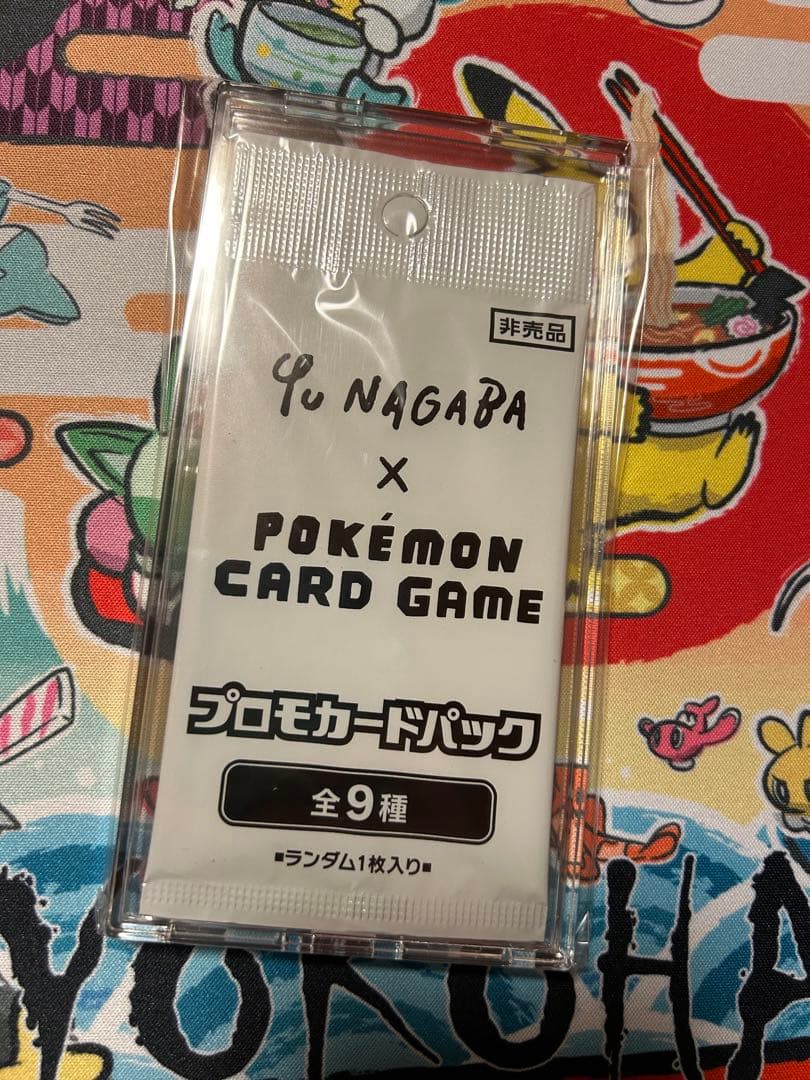 非売品
Yu NAGABA
×
POKÉMON
CARD GAME
プロモカードパック
全9種
■ランダム1枚入り■
YOKOHA